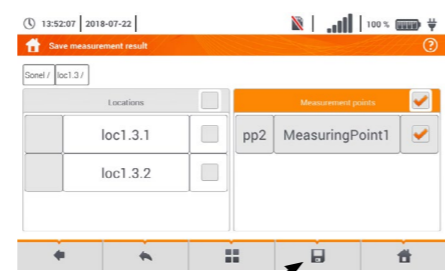 13:52:07 2018-07-22 100 %
Save measurement result ?
Sonel / loc1.3 /
Locations Measurement points
loc1.3.1 pp2 MeasuringPoint1
loc1.3.2